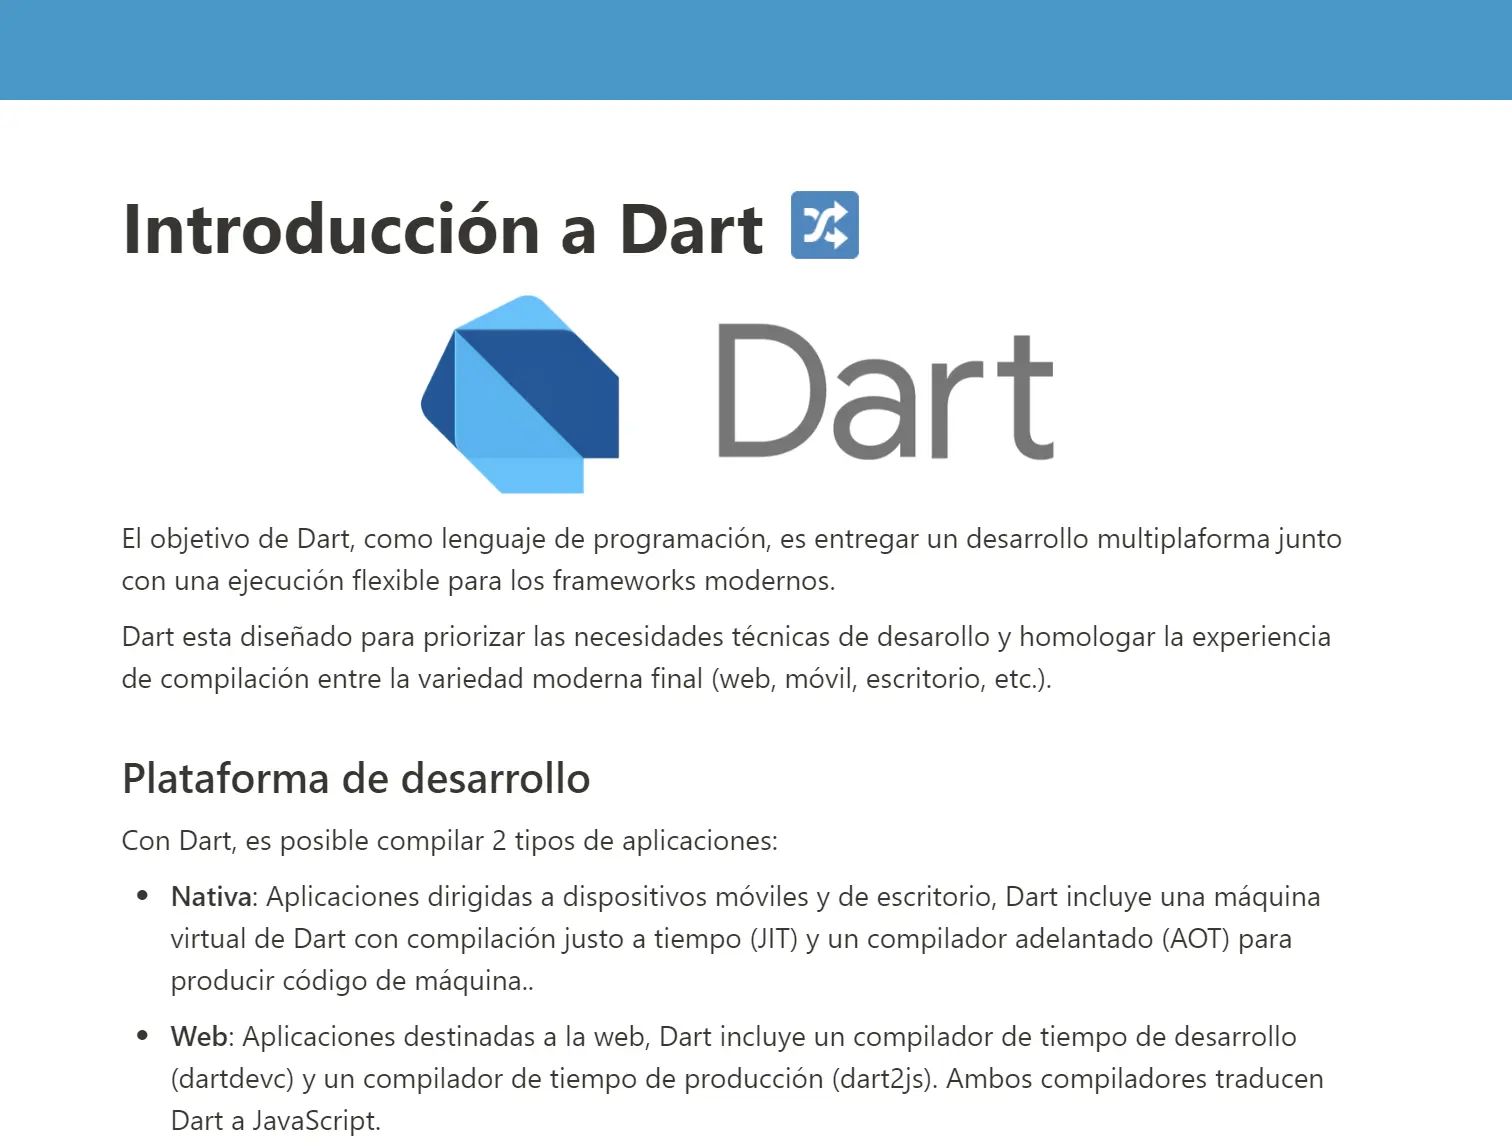 Introducción a Dart
Dart
El objetivo de Dart, como lenguaje de programación, es entregar un desarrollo multiplaforma junto
con una ejecución flexible para los frameworks modernos.
Dart esta diseñado para priorizar las necesidades técnicas de desarollo y homologar la experiencia
de compilación entre la variedad moderna final (web, móvil, escritorio, etc.).
Plataforma de desarrollo
Con Dart, es posible compilar 2 tipos de aplicaciones:
• Nativa: Aplicaciones dirigidas a dispositivos móviles y de escritorio, Dart incluye una máquina
virtual de Dart con compilación justo a tiempo (JIT) y un compilador adelantado (AOT) para
producir código de máquina..
• Web: Aplicaciones destinadas a la web, Dart incluye un compilador de tiempo de desarrollo
(dartdevc) y un compilador de tiempo de producción (dart2js). Ambos compiladores traducen
Dart a JavaScript.